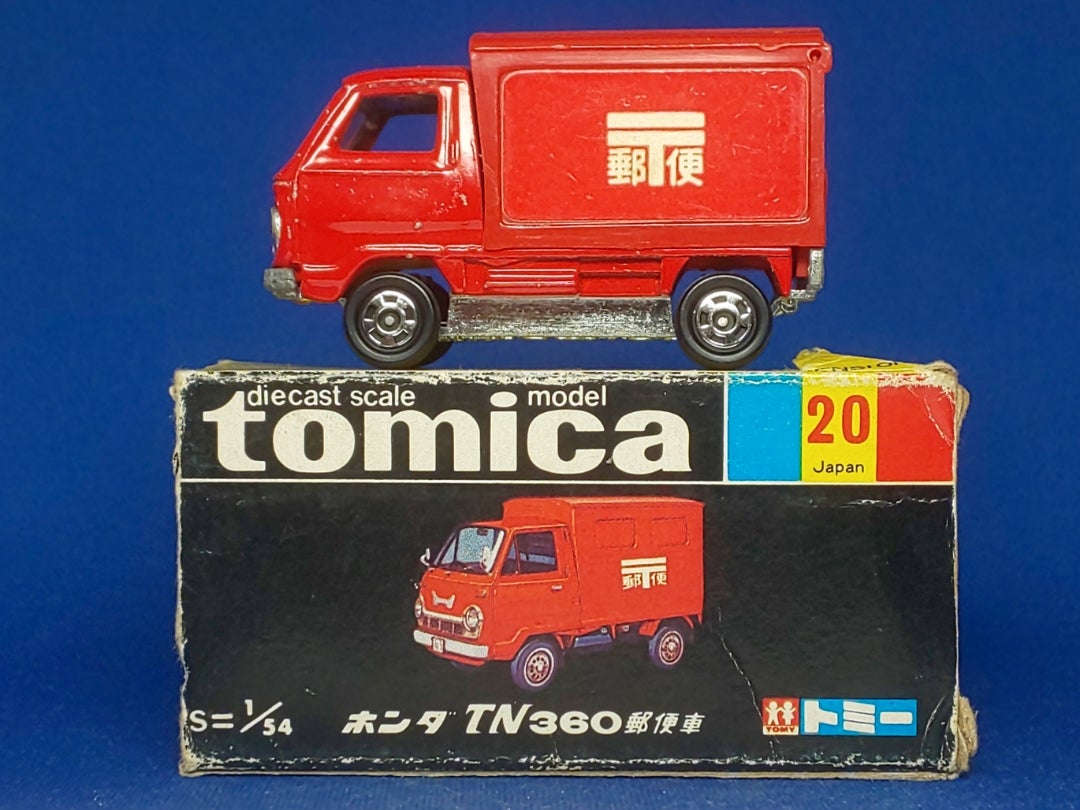 〒
郵便
diecast scale model
tomica
20
Japan
〒
郵便
S=1/54
ホンダ TN360 郵便車
TOMY
トミー